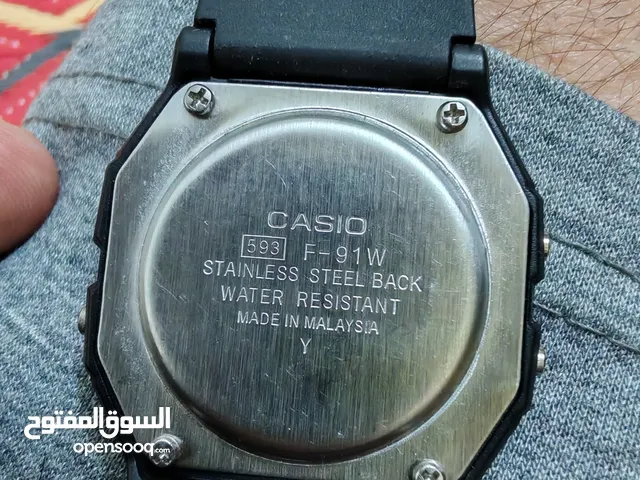 CASIO
593 F-91W
STAINLESS STEEL BACK
WATER RESISTANT
MADE IN MALAYSIA
Y
السوق المفتوح
opensooq.com